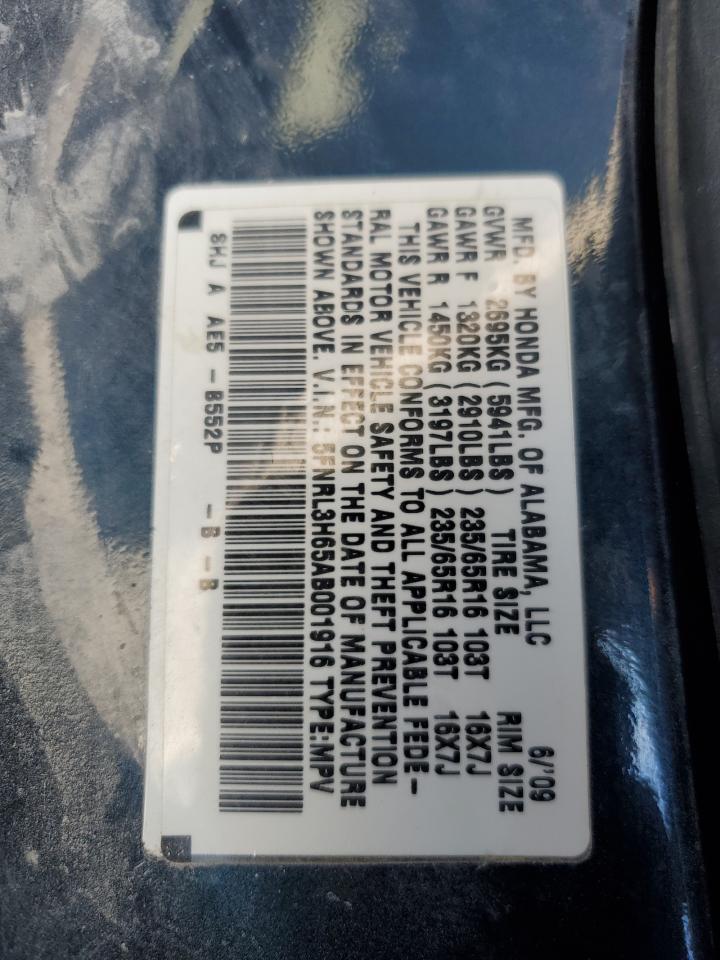 MFD. BY HONDA MFG. OF ALABAMA, LLC 6/'09
GVWR 2695KG (5941LBS) TIRE SIZE RIM SIZE
GAWR F 1320KG (2910LBS) 235/65R16 103T 16X7J
GAWR R 1450KG (3197LBS) 235/65R16 103T 16X7J
THIS VEHICLE CONFORMS TO ALL APPLICABLE FEDE-
RAL MOTOR VEHICLE SAFETY AND THEFT PREVENTION
STANDARDS IN EFFECT ON THE DATE OF MANUFACTURE
SHOWN ABOVE. V.I.N.: 5FNRL3H65AB001916 TYPE:MPV
SHJ A AE5 -B552P -B -B